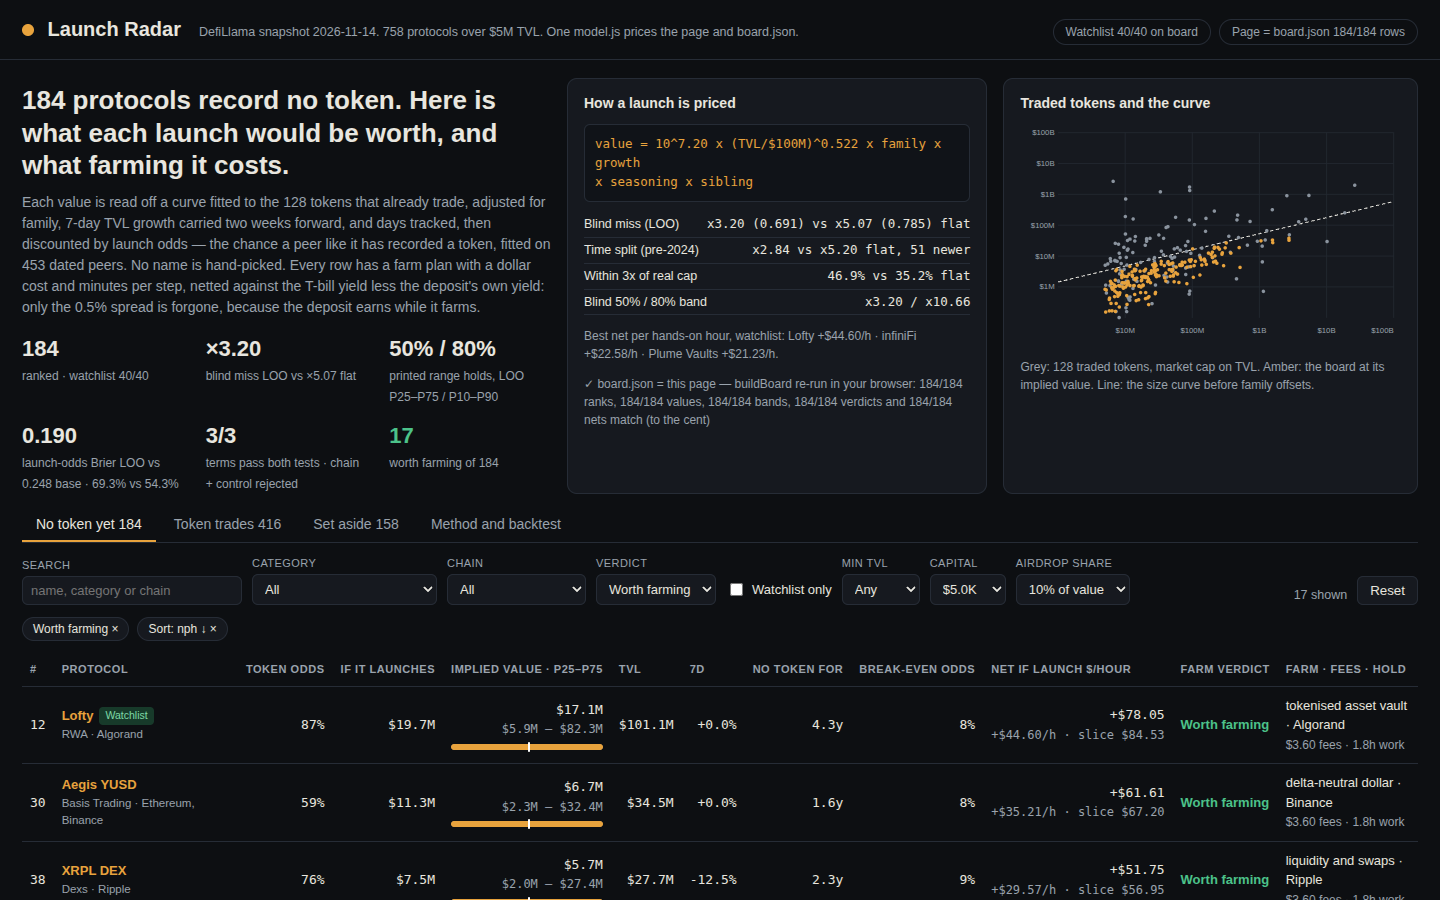 Launch Radar
DefiLlama snapshot 2026-11-14. 758 protocols over $5M TVL. One model.js prices the page and board.json.
Watchlist 40/40 on board
Page = board.json 184/184 rows
184 protocols record no token. Here is
what each launch would be worth, and
what farming it costs.
Each value is read off a curve fitted to the 128 tokens that already trade, adjusted for
family, 7-day TVL growth carried two weeks forward, and days tracked, then
discounted by launch odds — the chance a peer like it has recorded a token, fitted on
453 dated peers. No name is hand-picked. Every row has a farm plan with a dollar
cost and minutes per step, netted against the T-bill yield less the deposit's own yield:
only the 0.5% spread is forgone, because the deposit earns while it farms.
184
ranked · watchlist 40/40
×3.20
blind miss LOO vs ×5.07 flat
50% / 80%
printed range holds, LOO
P25–P75 / P10–P90
0.190
launch-odds Brier LOO vs
0.248 base · 69.3% vs 54.3%
3/3
terms pass both tests · chain
+ control rejected
17
worth farming of 184
How a launch is priced
value = 10^7.20 x (TVL/$100M)^0.522 x family x
growth
x seasoning x sibling
Blind miss (LOO) x3.20 (0.691) vs x5.07 (0.785) flat
Time split (pre-2024) x2.84 vs x5.20 flat, 51 newer
Within 3x of real cap 46.9% vs 35.2% flat
Blind 50% / 80% band x3.20 / x10.66
Best net per hands-on hour, watchlist: Lofty +$44.60/h · infiniFi
+$22.58/h · Plume Vaults +$21.23/h.
✓ board.json = this page — buildBoard re-run in your browser: 184/184
ranks, 184/184 values, 184/184 bands, 184/184 verdicts and 184/184
nets match (to the cent)
Traded tokens and the curve
$100B
$10B
$1B
$100M
$10M
$1M
$10M $100M $1B $10B $100B
Grey: 128 traded tokens, market cap on TVL. Amber: the board at its
implied value. Line: the size curve before family offsets.
No token yet 184 Token trades 416 Set aside 158 Method and backtest
SEARCH CATEGORY CHAIN VERDICT MIN TVL CAPITAL AIRDROP SHARE
name, category or chain All All Worth farming Watchlist only Any $5.0K 10% of value 17 shown Reset
Worth farming × Sort: nph ↓ ×
# PROTOCOL TOKEN ODDS IF IT LAUNCHES IMPLIED VALUE · P25–P75 TVL 7D NO TOKEN FOR BREAK-EVEN ODDS NET IF LAUNCH $/HOUR FARM VERDICT FARM · FEES · HOLD
12 Lofty Watchlist 87% $19.7M $17.1M $101.1M +0.0% 4.3y 8% +$78.05 Worth farming tokenised asset vault
RWA · Algorand $5.9M — $82.3M +$44.60/h · slice $84.53 · Algorand
$3.60 fees · 1.8h work
30 Aegis YUSD 59% $11.3M $6.7M $34.5M +0.0% 1.6y 8% +$61.61 Worth farming delta-neutral dollar ·
Basis Trading · Ethereum, $2.3M — $32.4M +$35.21/h · slice $67.20 Binance
Binance $3.60 fees · 1.8h work
38 XRPL DEX 76% $7.5M $5.7M $27.7M -12.5% 2.3y 9% +$51.75 Worth farming liquidity and swaps ·
Dexs · Ripple $2.0M — $27.4M +$29.57/h · slice $56.95 Ripple
$3.60 fees · 1.8h work